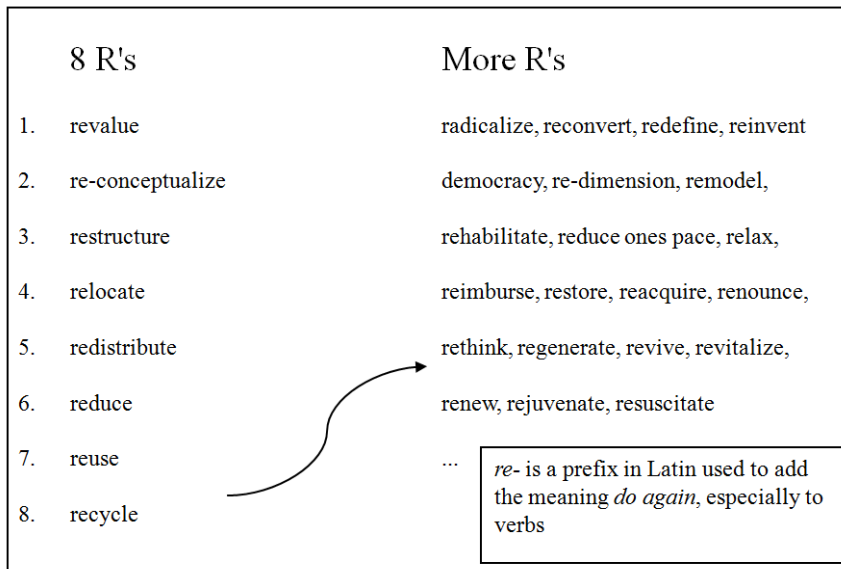 8 R's
1. revalue
2. re-conceptualize
3. restructure
4. relocate
5. redistribute
6. reduce
7. reuse
8. recycle
More R's
radicalize, reconvert, redefine, reinvent
democracy, re-dimension, remodel,
rehabilitate, reduce ones pace, relax,
reimburse, restore, reacquire, renounce,
rethink, regenerate, revive, revitalize,
renew, rejuvenate, resuscitate
...
re- is a prefix in Latin used to add
the meaning do again, especially to
verbs